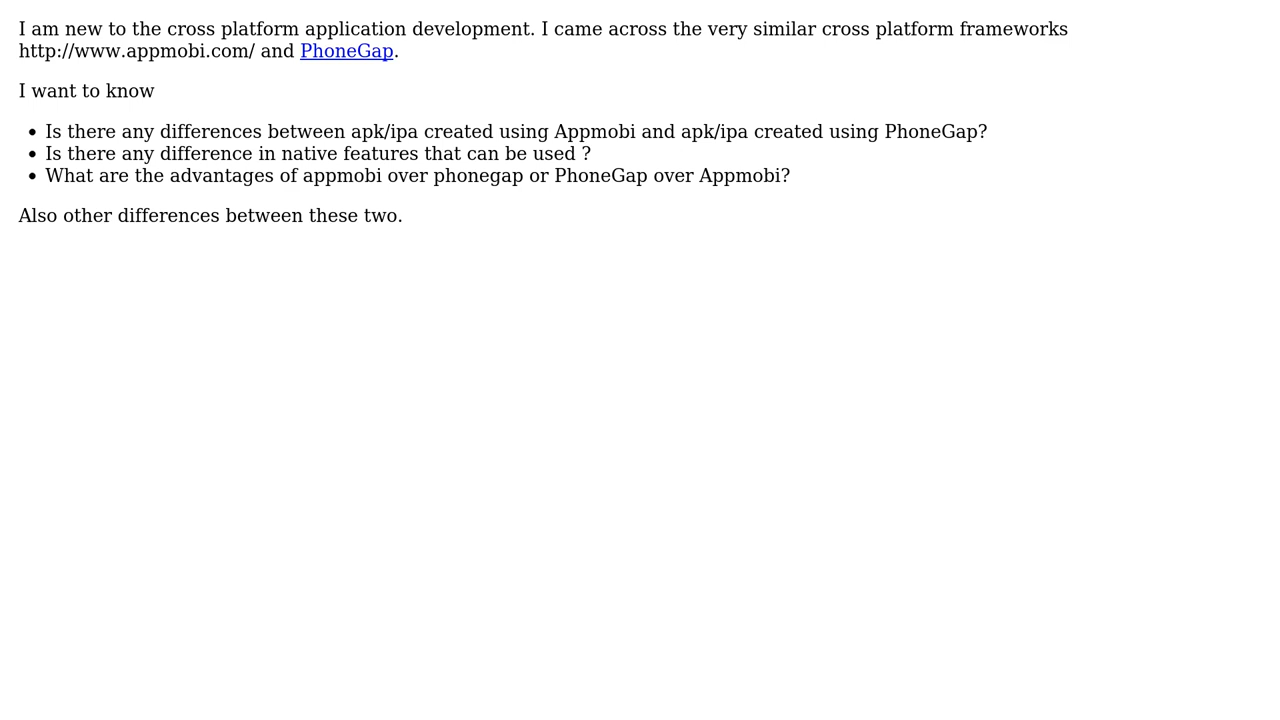 I am new to the cross platform application development. I came across the very similar cross platform frameworks
http://www.appmobi.com/ and PhoneGap.
I want to know
• Is there any differences between apk/ipa created using Appmobi and apk/ipa created using PhoneGap?
• Is there any difference in native features that can be used ?
• What are the advantages of appmobi over phonegap or PhoneGap over Appmobi?
Also other differences between these two.